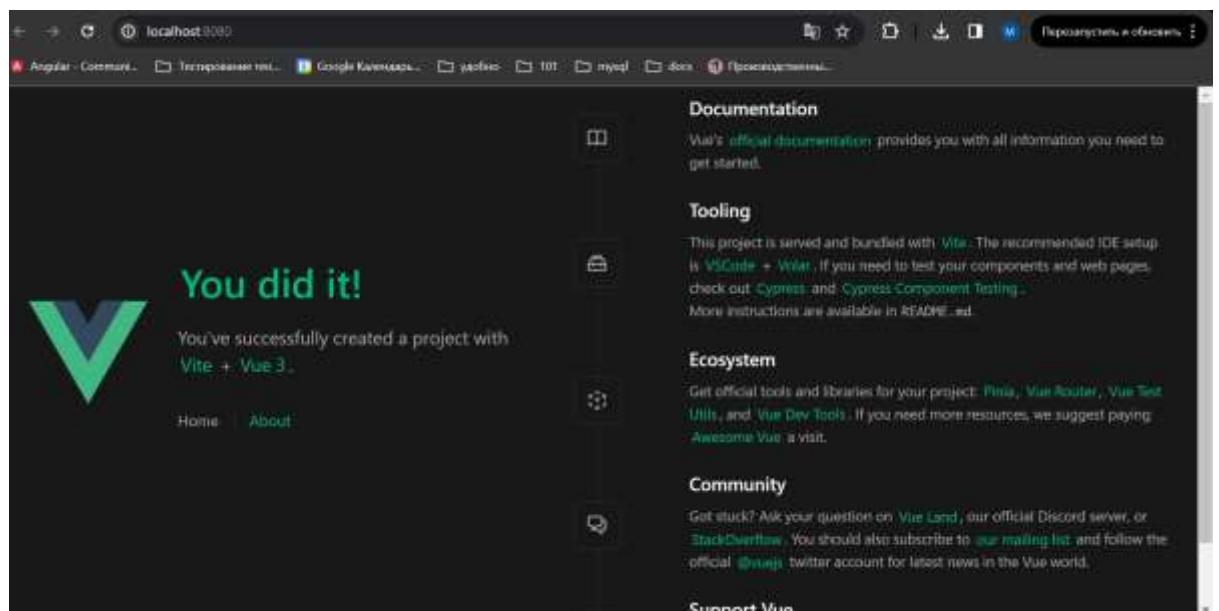 localhost:8080
М
Перезапустить и обновить
Angular - Communi...
Тестирование тех...
Google Календарь...
удобно
101
mysql
docs
Производственны...
You did it!
You've successfully created a project with
Vite + Vue 3.
Home
About
Documentation
Vue's official documentation provides you with all information you need to
get started.
Tooling
This project is served and bundled with Vite. The recommended IDE setup
is VSCode + Volar. If you need to test your components and web pages,
check out Cypress and Cypress Component Testing.
More instructions are available in README.md.
Ecosystem
Get official tools and libraries for your project: Pinia, Vue Router, Vue Test
Utils, and Vue Dev Tools. If you need more resources, we suggest paying
Awesome Vue a visit.
Community
Got stuck? Ask your question on Vue Land, our official Discord server, or
StackOverflow. You should also subscribe to our mailing list and follow the
official @vuejs twitter account for latest news in the Vue world.
Support Vue